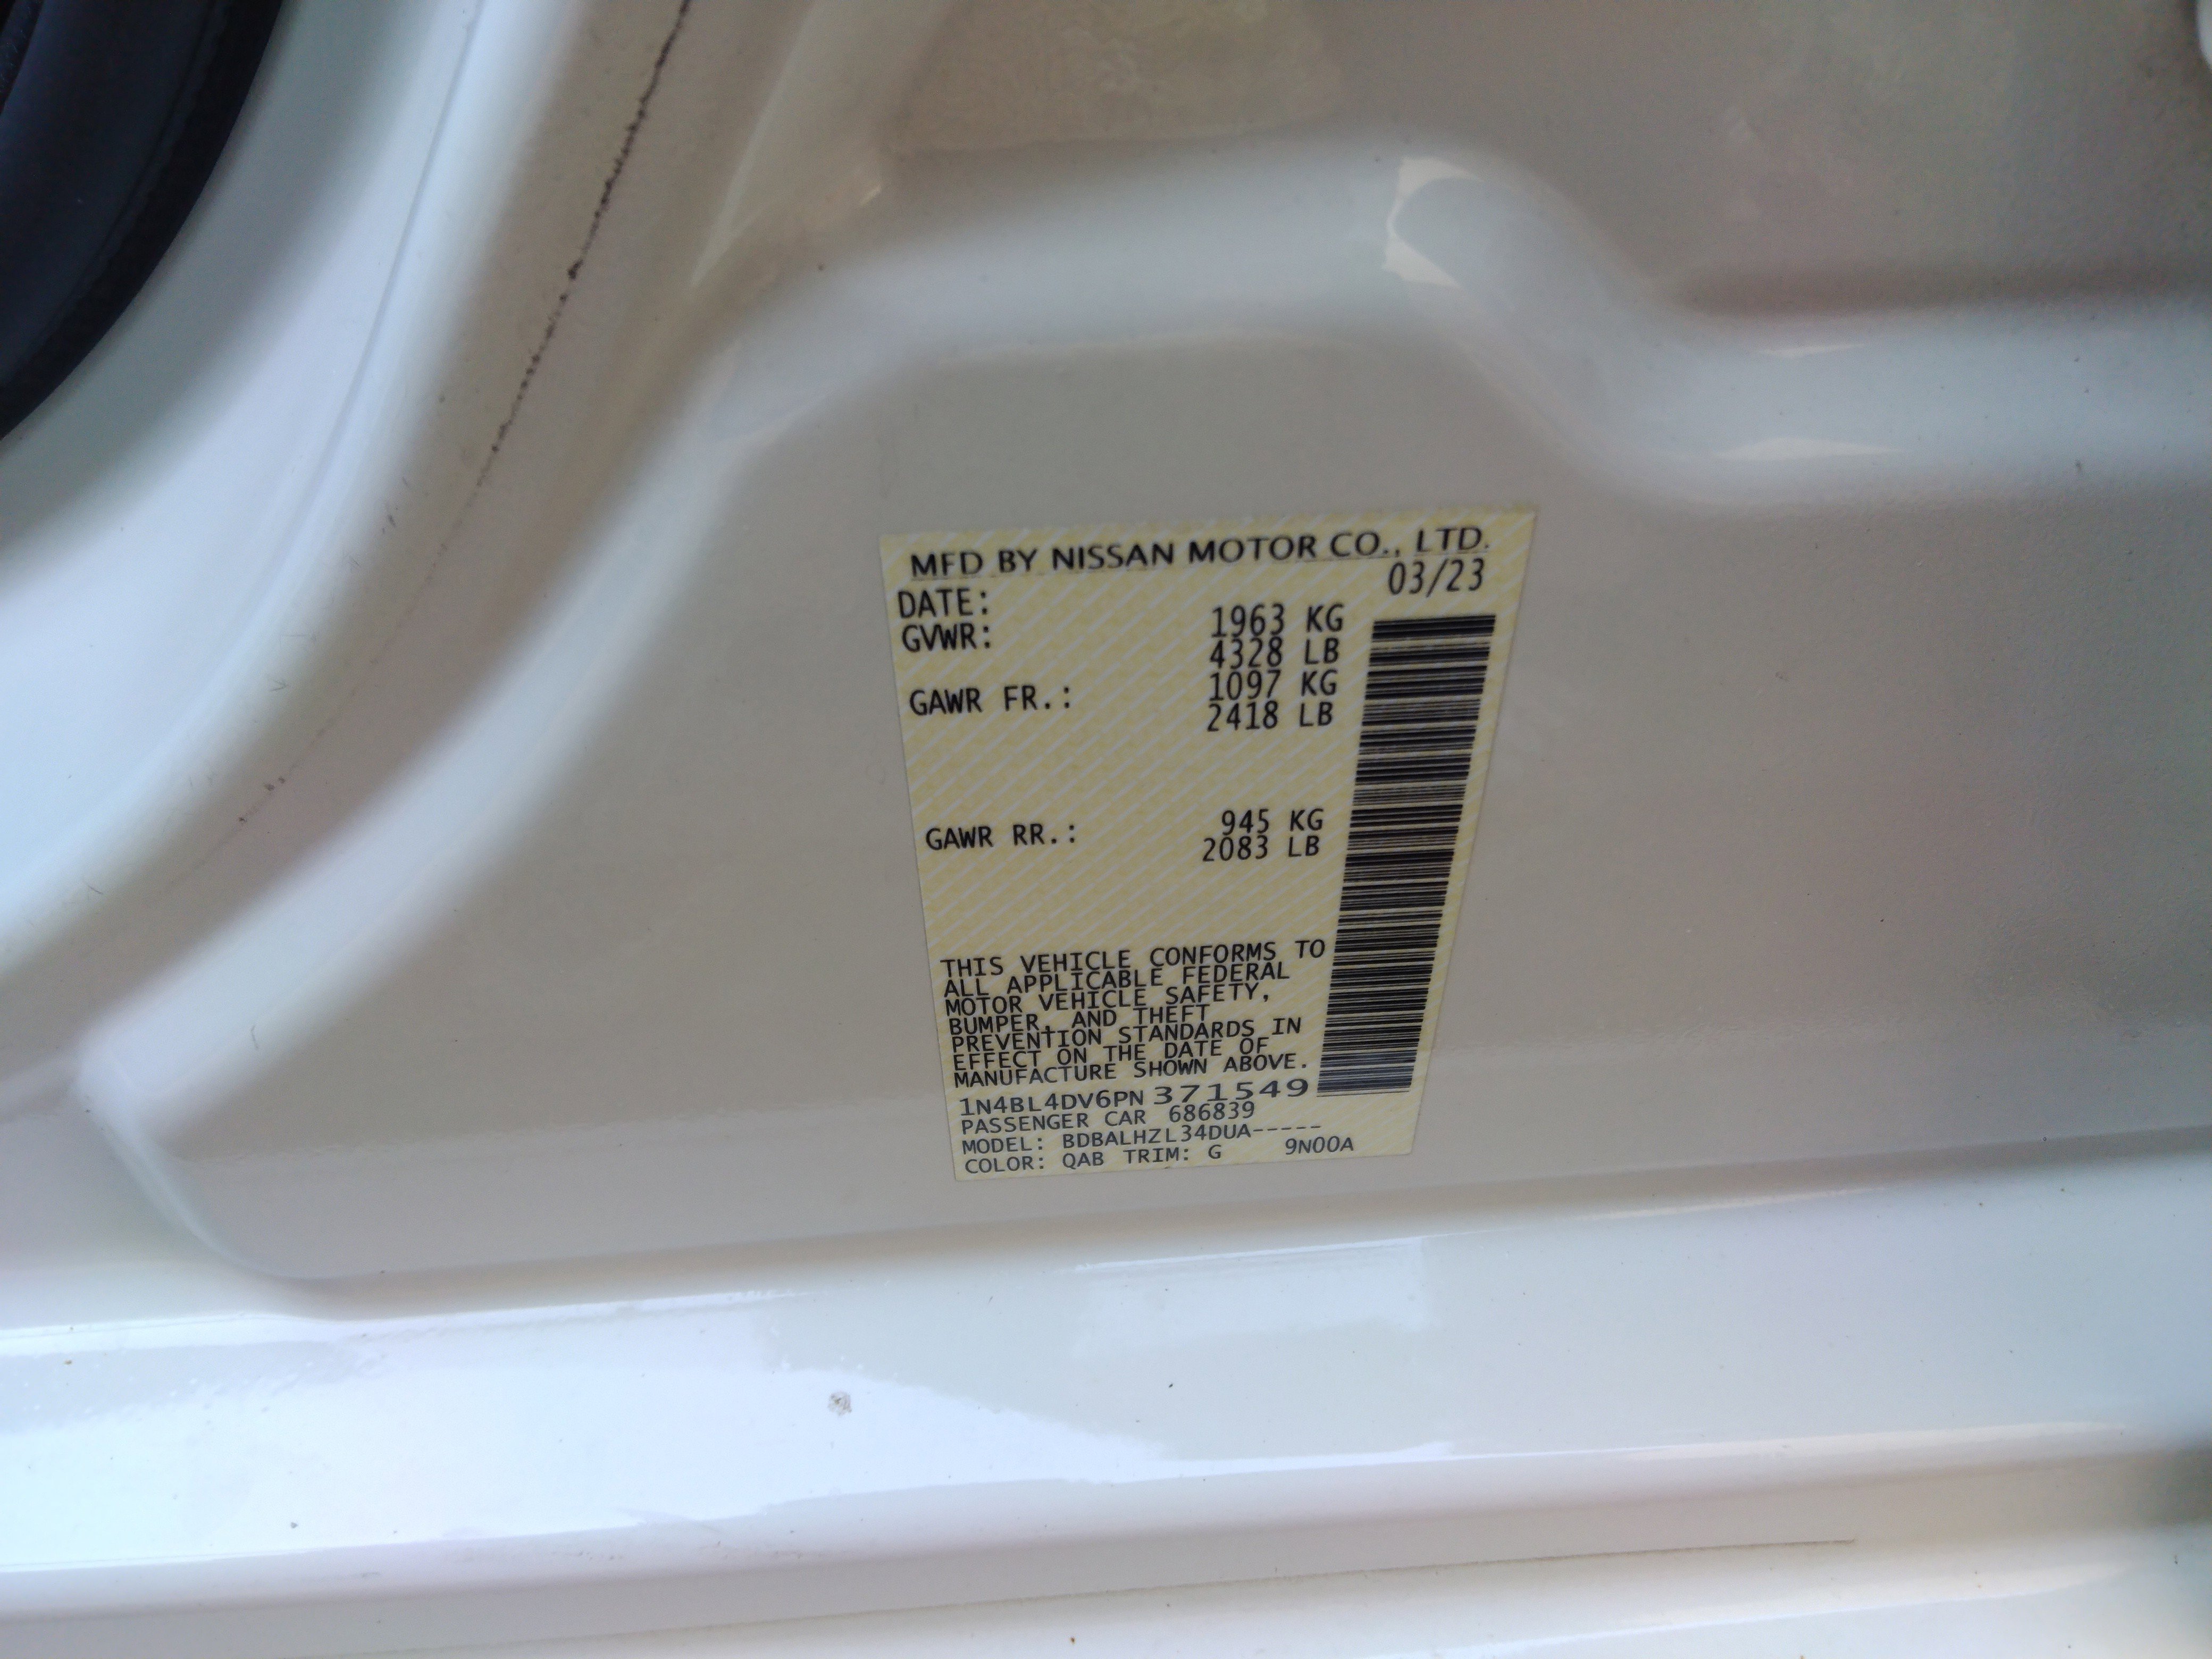 MFD BY NISSAN MOTOR CO., LTD.
DATE: 03/23
GVWR: 1963 KG
4328 LB
GAWR FR.: 1097 KG
2418 LB
GAWR RR.: 945 KG
2083 LB
THIS VEHICLE CONFORMS TO
ALL APPLICABLE FEDERAL
MOTOR VEHICLE SAFETY,
BUMPER, AND THEFT
PREVENTION STANDARDS IN
EFFECT ON THE DATE OF
MANUFACTURE SHOWN ABOVE.
1N4BL4DV6PN 371549
PASSENGER CAR 686839
MODEL: BDBALHZL34DUA-----
COLOR: QAB TRIM: G 9N00A